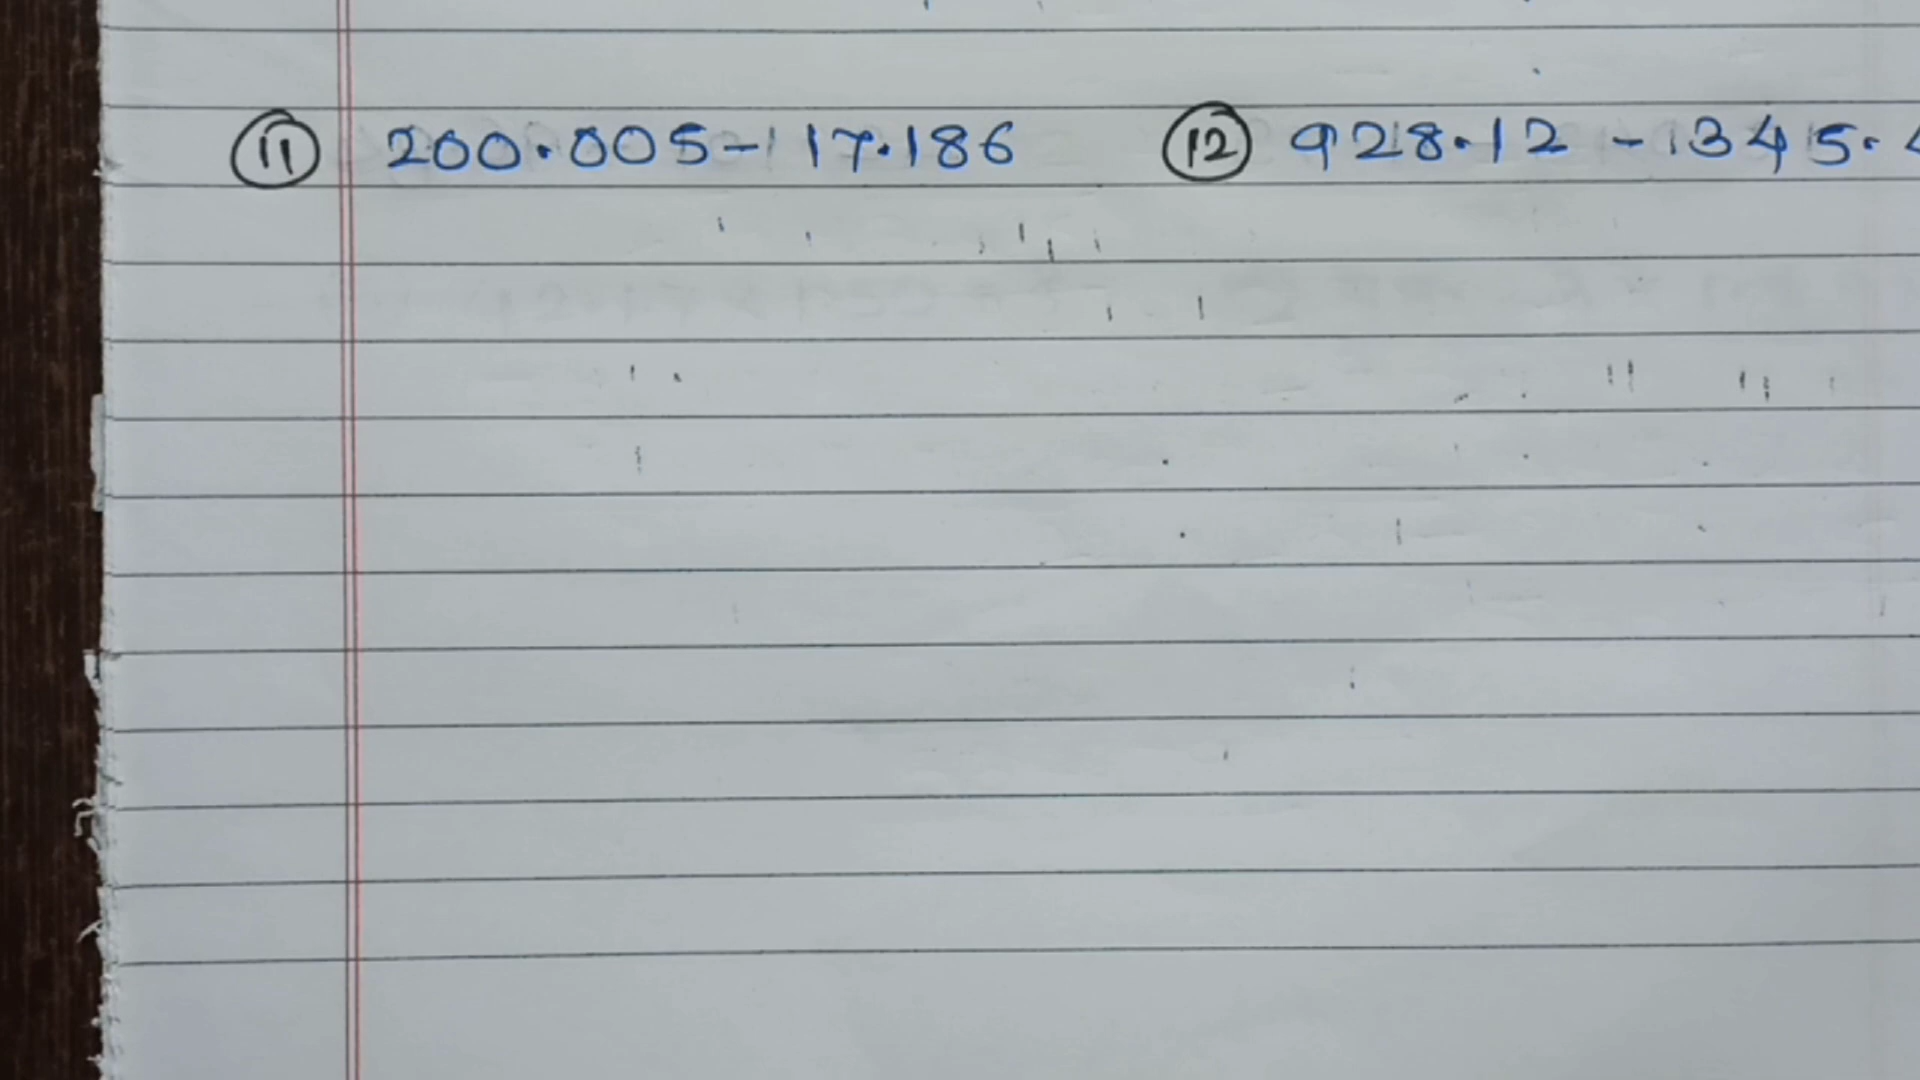 ⑪ 200.005-17.186 ⑫ 928.12 - 345.